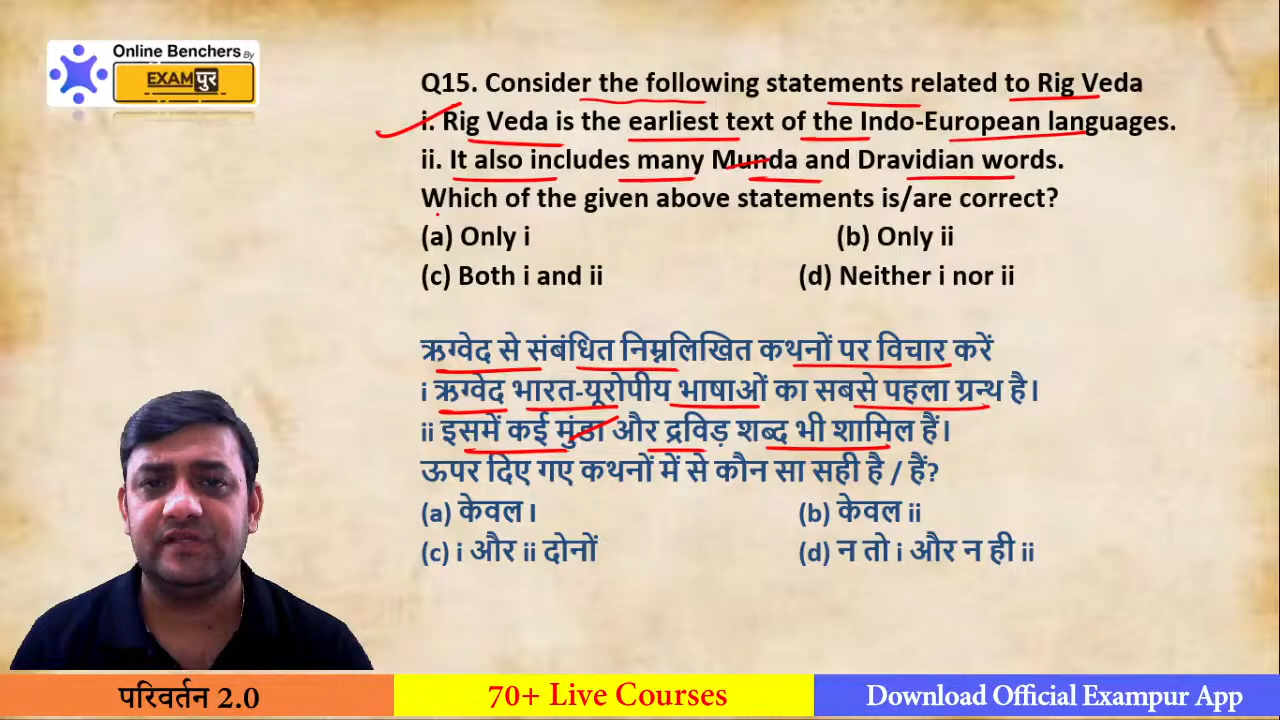 Online Benchers By
EXAMपुर
Q15. Consider the following statements related to Rig Veda
i. Rig Veda is the earliest text of the Indo-European languages.
ii. It also includes many Munda and Dravidian words.
Which of the given above statements is/are correct?
(a) Only i (b) Only ii
(c) Both i and ii (d) Neither i nor ii
ऋग्वेद से संबंधित निम्नलिखित कथनों पर विचार करें
i ऋग्वेद भारत-यूरोपीय भाषाओं का सबसे पहला ग्रन्थ है।
ii इसमें कई मुंडा और द्रविड़ शब्द भी शामिल हैं।
ऊपर दिए गए कथनों में से कौन सा सही है / हैं?
(a) केवल I (b) केवल ii
(c) i और ii दोनों (d) न तो i और न ही ii
परिवर्तन 2.0 70+ Live Courses Download Official Exampur App